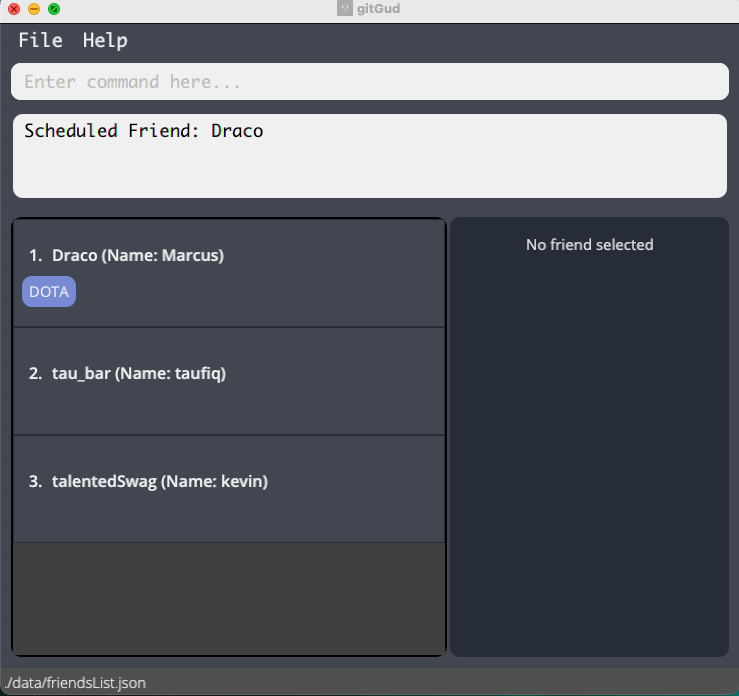 gitGud
File Help
Enter command here...
Scheduled Friend: Draco
1. Draco (Name: Marcus)
DOTA
2. tau_bar (Name: taufiq)
3. talentedSwag (Name: kevin)
No friend selected
./data/friendsList.json